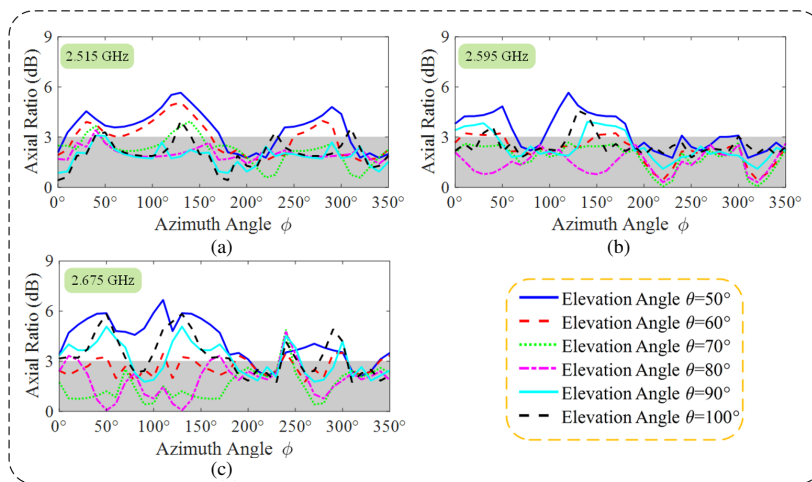 2.515 GHz
Axial Ratio (dB)
9
6
3
0
0° 50° 100° 150° 200° 250° 300° 350°
Azimuth Angle ϕ
(a)
2.595 GHz
Axial Ratio (dB)
9
6
3
0
0° 50° 100° 150° 200° 250° 300° 350°
Azimuth Angle ϕ
(b)
2.675 GHz
Axial Ratio (dB)
9
6
3
0
0° 50° 100° 150° 200° 250° 300° 350°
Azimuth Angle ϕ
(c)
Elevation Angle θ=50°
Elevation Angle θ=60°
Elevation Angle θ=70°
Elevation Angle θ=80°
Elevation Angle θ=90°
Elevation Angle θ=100°